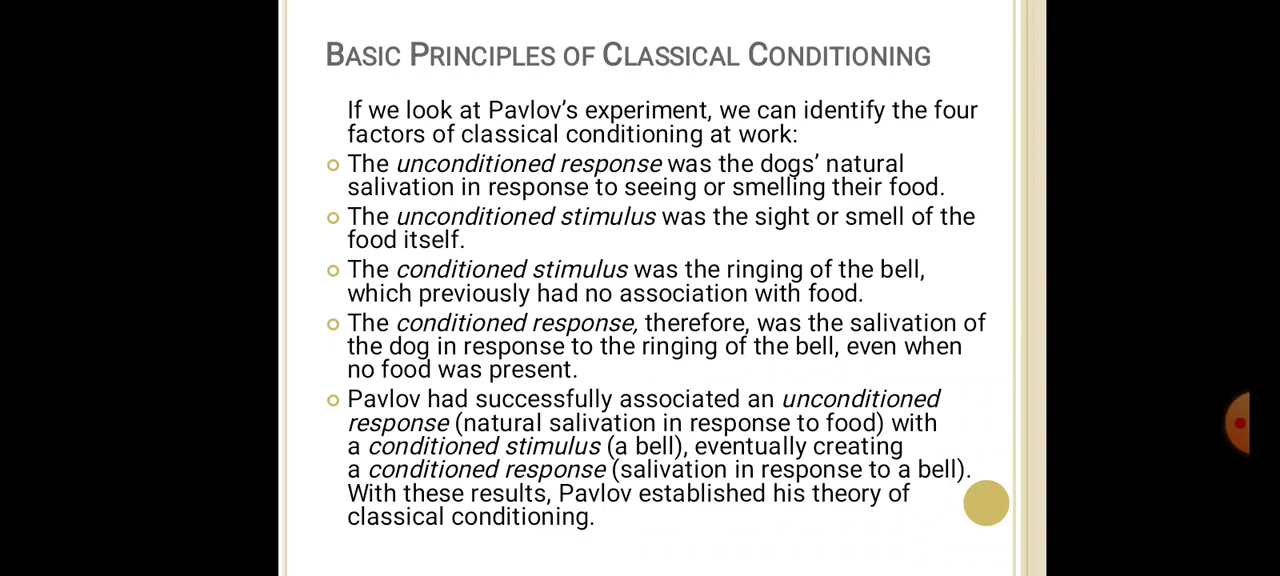 BASIC PRINCIPLES OF CLASSICAL CONDITIONING
If we look at Pavlov's experiment, we can identify the four
factors of classical conditioning at work:
The unconditioned response was the dogs' natural
salivation in response to seeing or smelling their food.
The unconditioned stimulus was the sight or smell of the
food itself.
The conditioned stimulus was the ringing of the bell,
which previously had no association with food.
The conditioned response, therefore, was the salivation of
the dog in response to the ringing of the bell, even when
no food was present.
Pavlov had successfully associated an unconditioned
response (natural salivation in response to food) with
a conditioned stimulus (a bell), eventually creating
a conditioned response (salivation in response to a bell).
With these results, Pavlov established his theory of
classical conditioning.